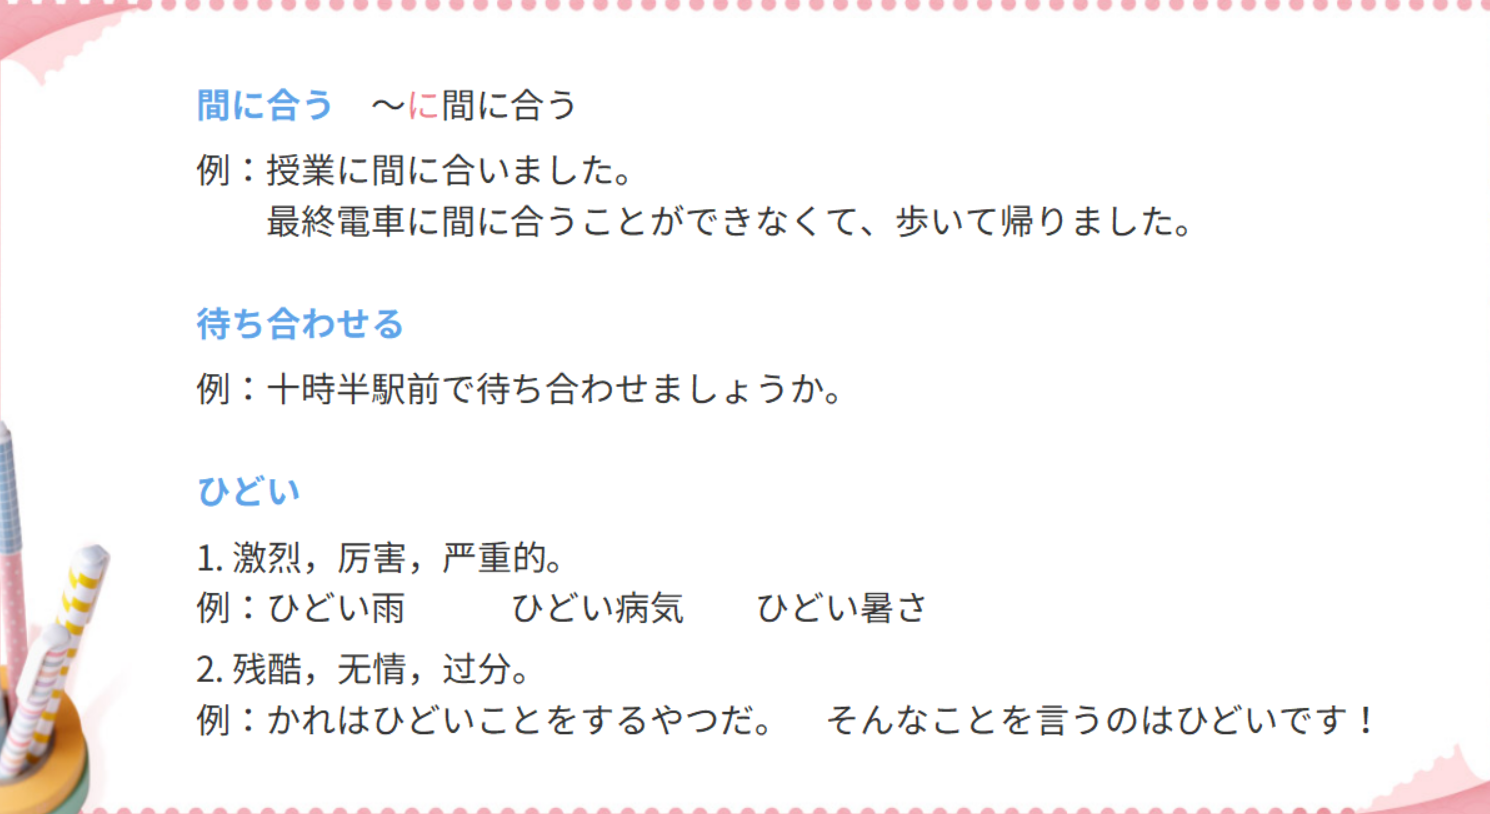 間に合う　～に間に合う
例：授業に間に合いました。
最終電車に間に合うことができなくて、歩いて帰りました。
待ち合わせる
例：十時半駅前で待ち合わせましょうか。
ひどい
1. 激烈，厉害，严重的。
例：ひどい雨　　　ひどい病気　　ひどい暑さ
2. 残酷，无情，过分。
例：かれはひどいことをするやつだ。　そんなことを言うのはひどいです！